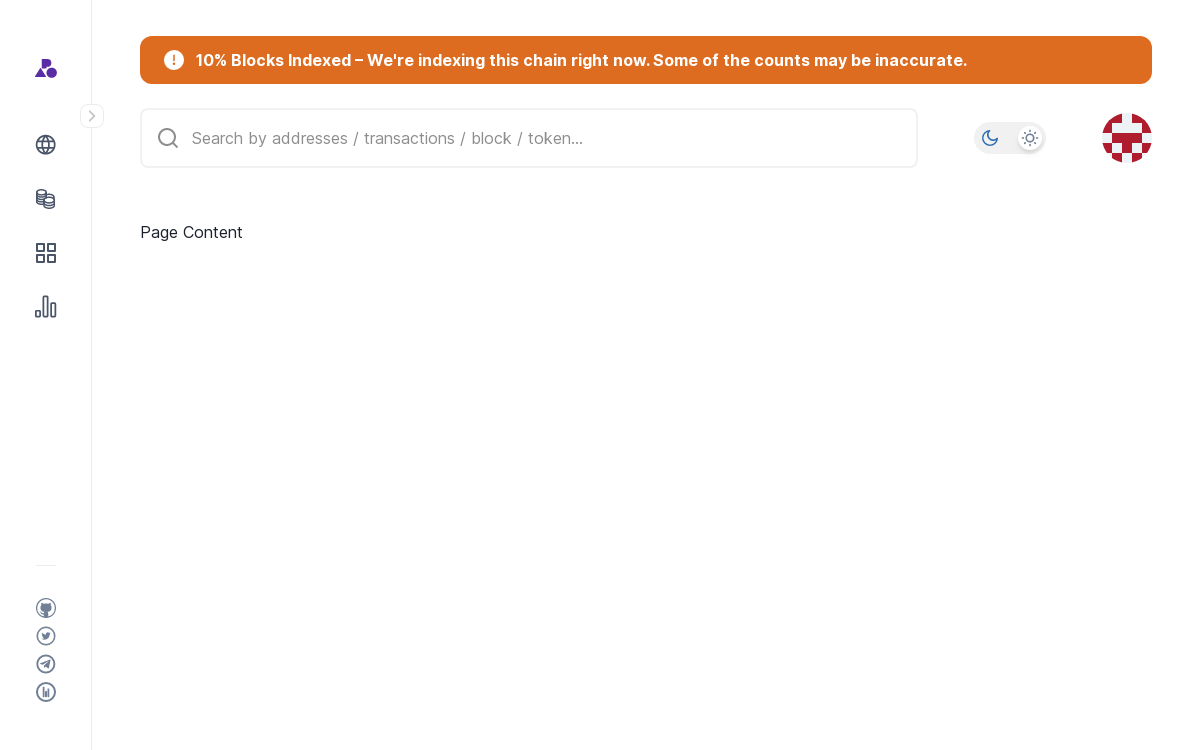 10% Blocks Indexed – We're indexing this chain right now. Some of the counts may be inaccurate.
Search by addresses / transactions / block / token...
Page Content